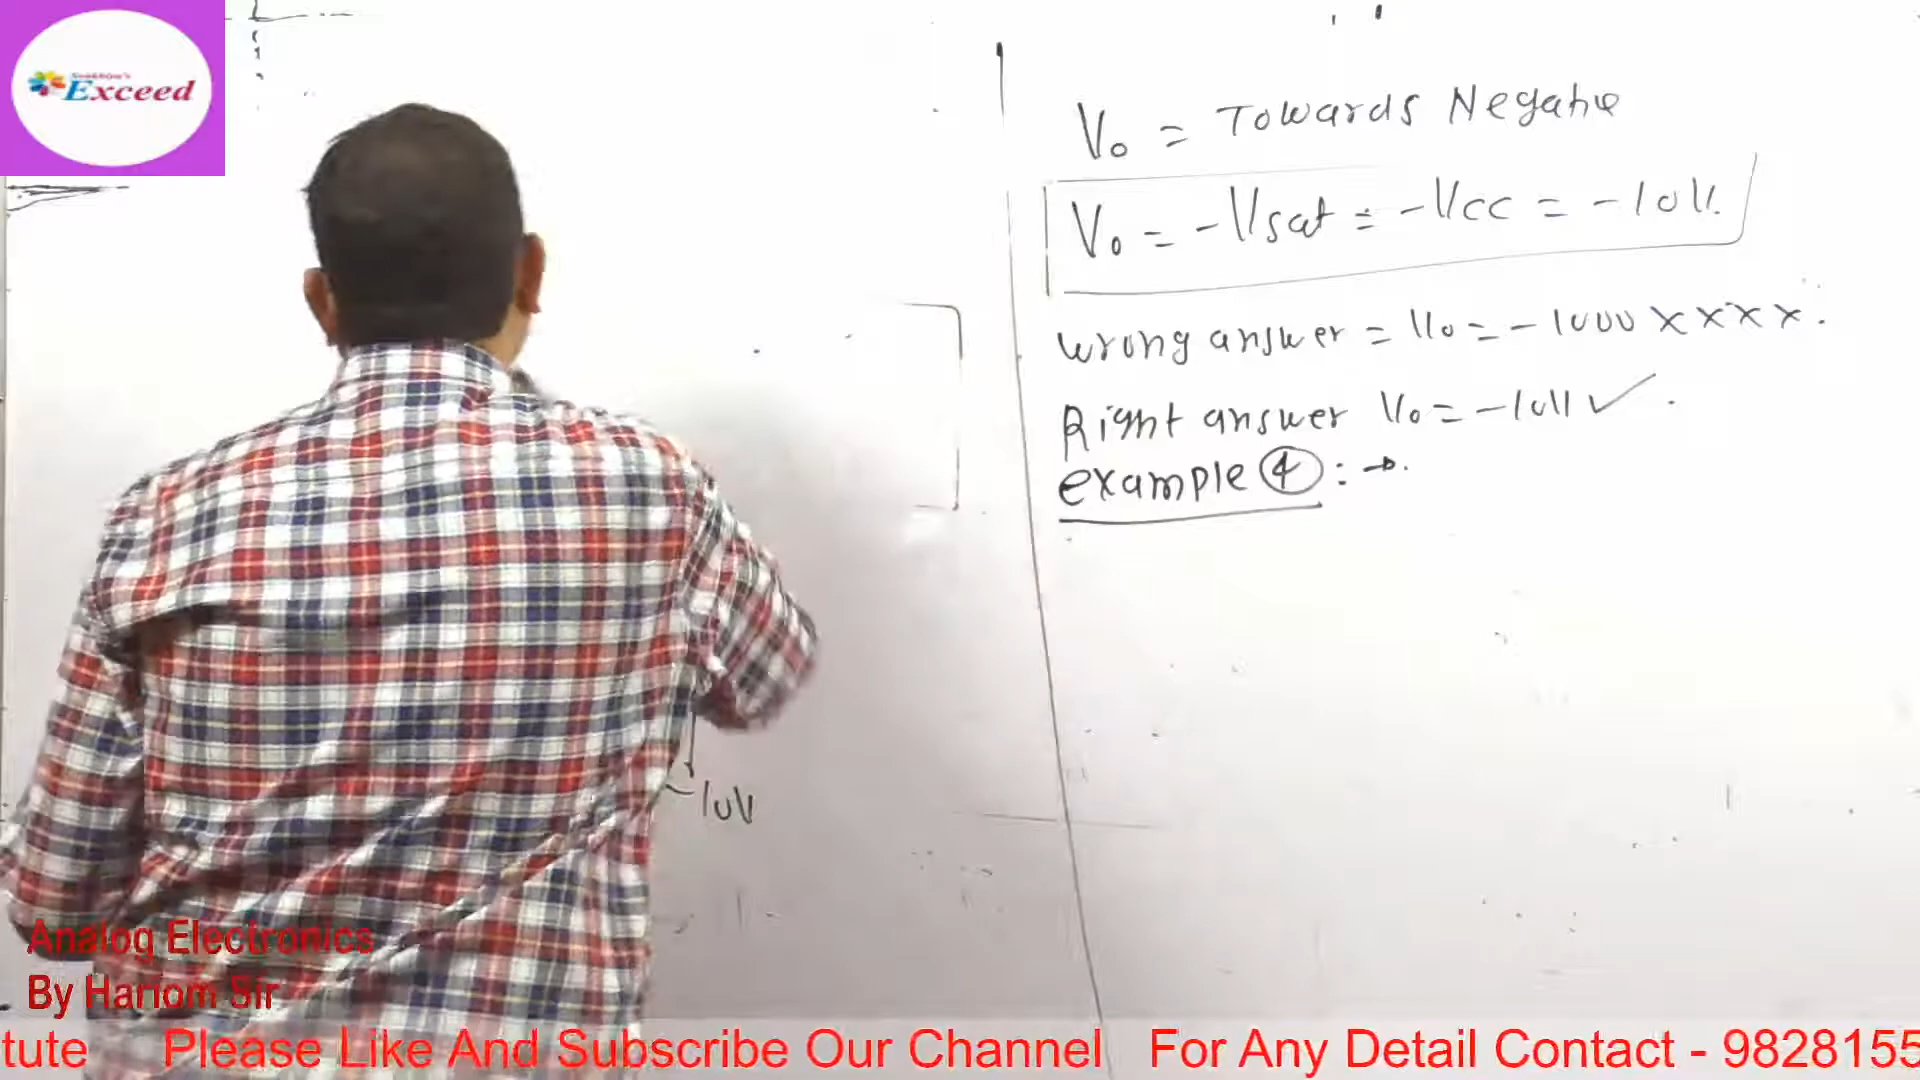 Exceed
V₀ = Towards Negative
V₀ = -Vsat = -Vcc = -10V.
wrong answer = V₀ = -1000 XXXX.
Right answer V₀ = -10V ✓.
example ④ : →
-10V
Analog Electronics
By Hariom Sir
tute Please Like And Subscribe Our Channel For Any Detail Contact - 9828155